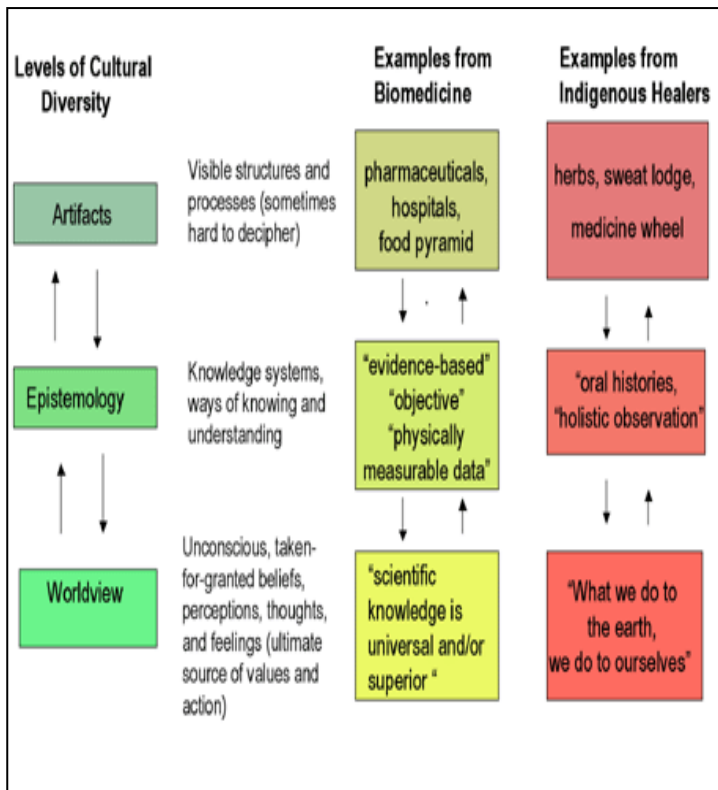 Levels of Cultural
Diversity
Examples from
Biomedicine
Examples from
Indigenous Healers
Artifacts
Visible structures and
processes (sometimes
hard to decipher)
pharmaceuticals,
hospitals,
food pyramid
herbs, sweat lodge,
medicine wheel
Epistemology
Knowledge systems,
ways of knowing and
understanding
“evidence-based”
“objective”
“physically
measurable data”
“oral histories,
“holistic observation”
Worldview
Unconscious, taken-
for-granted beliefs,
perceptions, thoughts,
and feelings (ultimate
source of values and
action)
“scientific
knowledge is
universal and/or
superior “
“What we do to
the earth,
we do to ourselves”